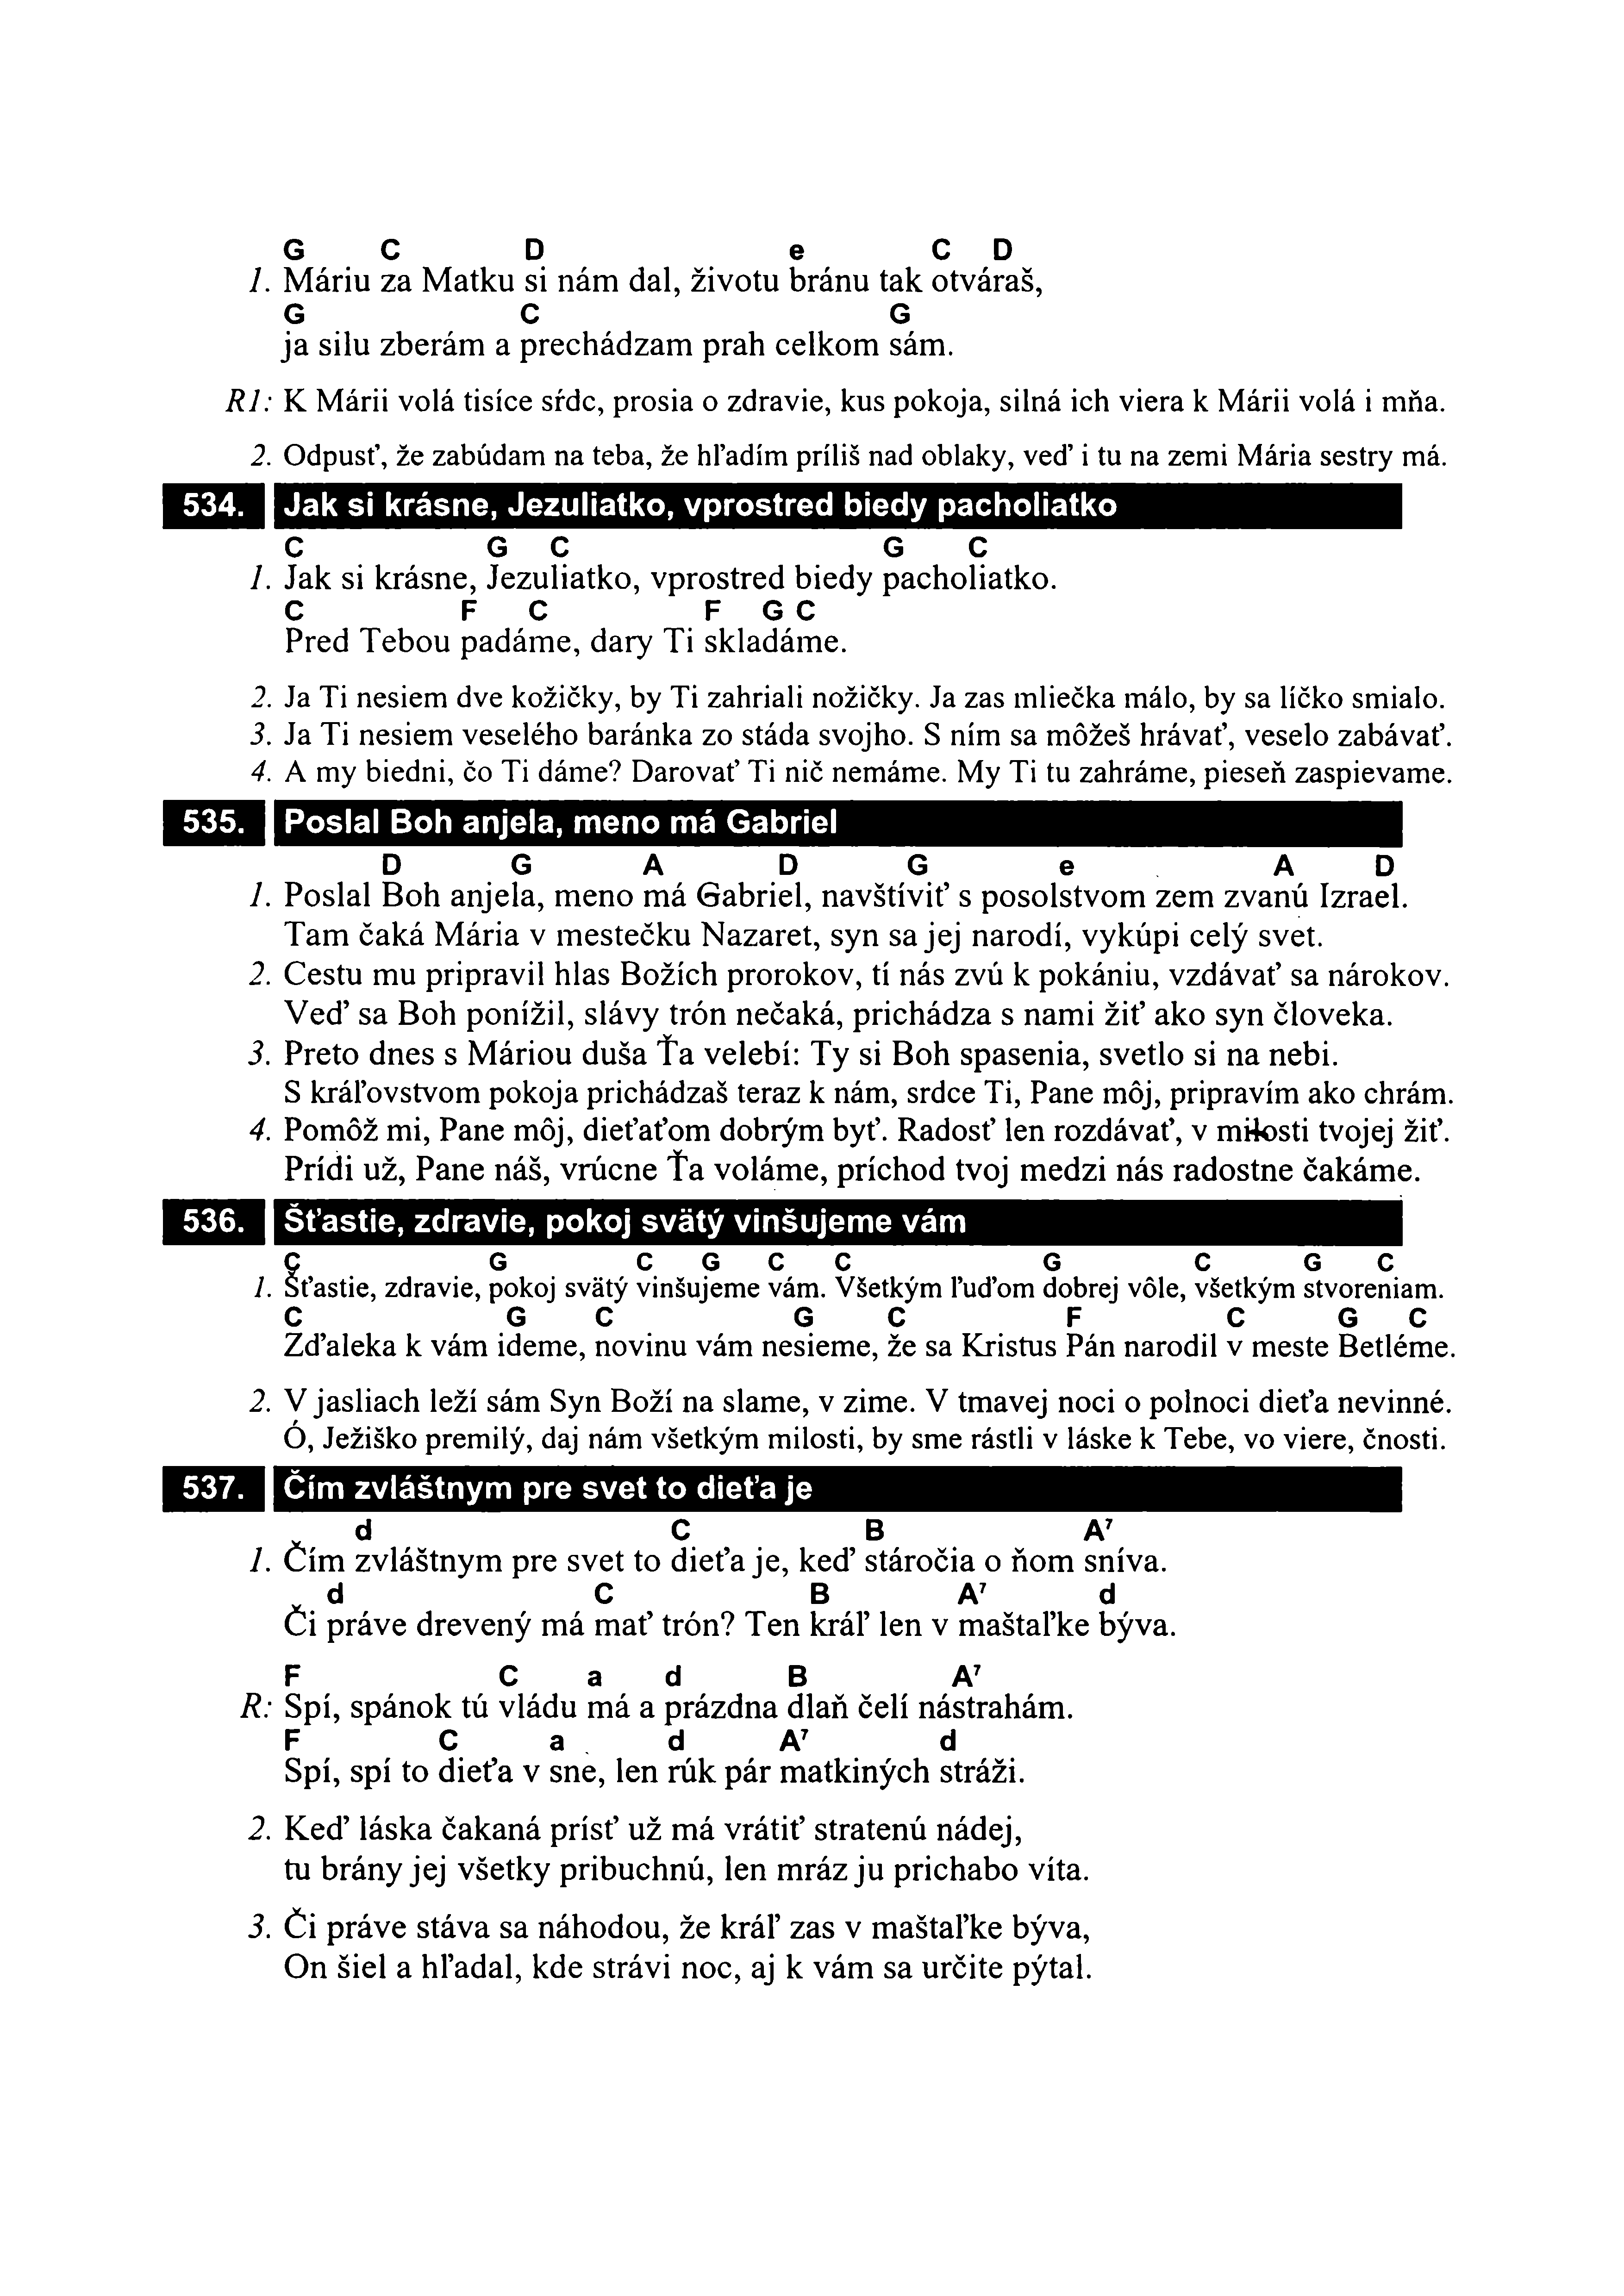 G C D e C D
1. Máriu za Matku si nám dal, životu bránu tak otváraš,
G C G
ja silu zberám a prechádzam prah celkom sám.
R1: K Márii volá tisíce sŕdc, prosia o zdravie, kus pokoja, silná ich viera k Márii volá i mňa.
2. Odpusť, že zabúdam na teba, že hľadím príliš nad oblaky, veď i tu na zemi Mária sestry má.
534. Jak si krásne, Jezuliatko, vprostred biedy pacholiatko
C G C G C
1. Jak si krásne, Jezuliatko, vprostred biedy pacholiatko.
C F C F G C
Pred Tebou padáme, dary Ti skladáme.
2. Ja Ti nesiem dve kožičky, by Ti zahriali nožičky. Ja zas mliečka málo, by sa líčko smialo.
3. Ja Ti nesiem veselého baránka zo stáda svojho. S ním sa môžeš hrávať, veselo zabávať.
4. A my biedni, čo Ti dáme? Darovať Ti nič nemáme. My Ti tu zahráme, pieseň zaspievame.
535. Poslal Boh anjela, meno má Gabriel
D G A D G e A D
1. Poslal Boh anjela, meno má Gabriel, navštíviť s posolstvom zem zvanú Izrael.
Tam čaká Mária v mestečku Nazaret, syn sa jej narodí, vykúpi celý svet.
2. Cestu mu pripravil hlas Božích prorokov, tí nás zvú k pokániu, vzdávať sa nárokov.
Veď sa Boh ponížil, slávy trón nečaká, prichádza s nami žiť ako syn človeka.
3. Preto dnes s Máriou duša Ťa velebí: Ty si Boh spasenia, svetlo si na nebi.
S kráľovstvom pokoja prichádzaš teraz k nám, srdce Ti, Pane môj, pripravím ako chrám.
4. Pomôž mi, Pane môj, dieťaťom dobrým byť. Radosť len rozdávať, v milosti tvojej žiť.
Prídi už, Pane náš, vrúcne Ťa voláme, príchod tvoj medzi nás radostne čakáme.
536. Šťastie, zdravie, pokoj svätý vinšujeme vám
C G C G C C G C G C
1. Šťastie, zdravie, pokoj svätý vinšujeme vám. Všetkým ľuďom dobrej vôle, všetkým stvoreniam.
C G C G C F C G C
Zďaleka k vám ideme, novinu vám nesieme, že sa Kristus Pán narodil v meste Betléme.
2. V jasliach leží sám Syn Boží na slame, v zime. V tmavej noci o polnoci dieťa nevinné.
Ó, Ježiško premilý, daj nám všetkým milosti, by sme rástli v láske k Tebe, vo viere, čnosti.
537. Čím zvláštnym pre svet to dieťa je
d C B A⁷
1. Čím zvláštnym pre svet to dieťa je, keď stáročia o ňom sníva.
d C B A⁷ d
Či práve drevený má mať trón? Ten kráľ len v maštaľke býva.
F C a d B A⁷
R: Spí, spánok tú vládu má a prázdna dlaň čelí nástrahám.
F C a d A⁷ d
Spí, spí to dieťa v sne, len rúk pár matkiných stráži.
2. Keď láska čakaná prísť už má vrátiť stratenú nádej,
tu brány jej všetky pribuchnú, len mráz ju prichabo víta.
3. Či práve stáva sa náhodou, že kráľ zas v maštaľke býva,
On šiel a hľadal, kde strávi noc, aj k vám sa určite pýtal.